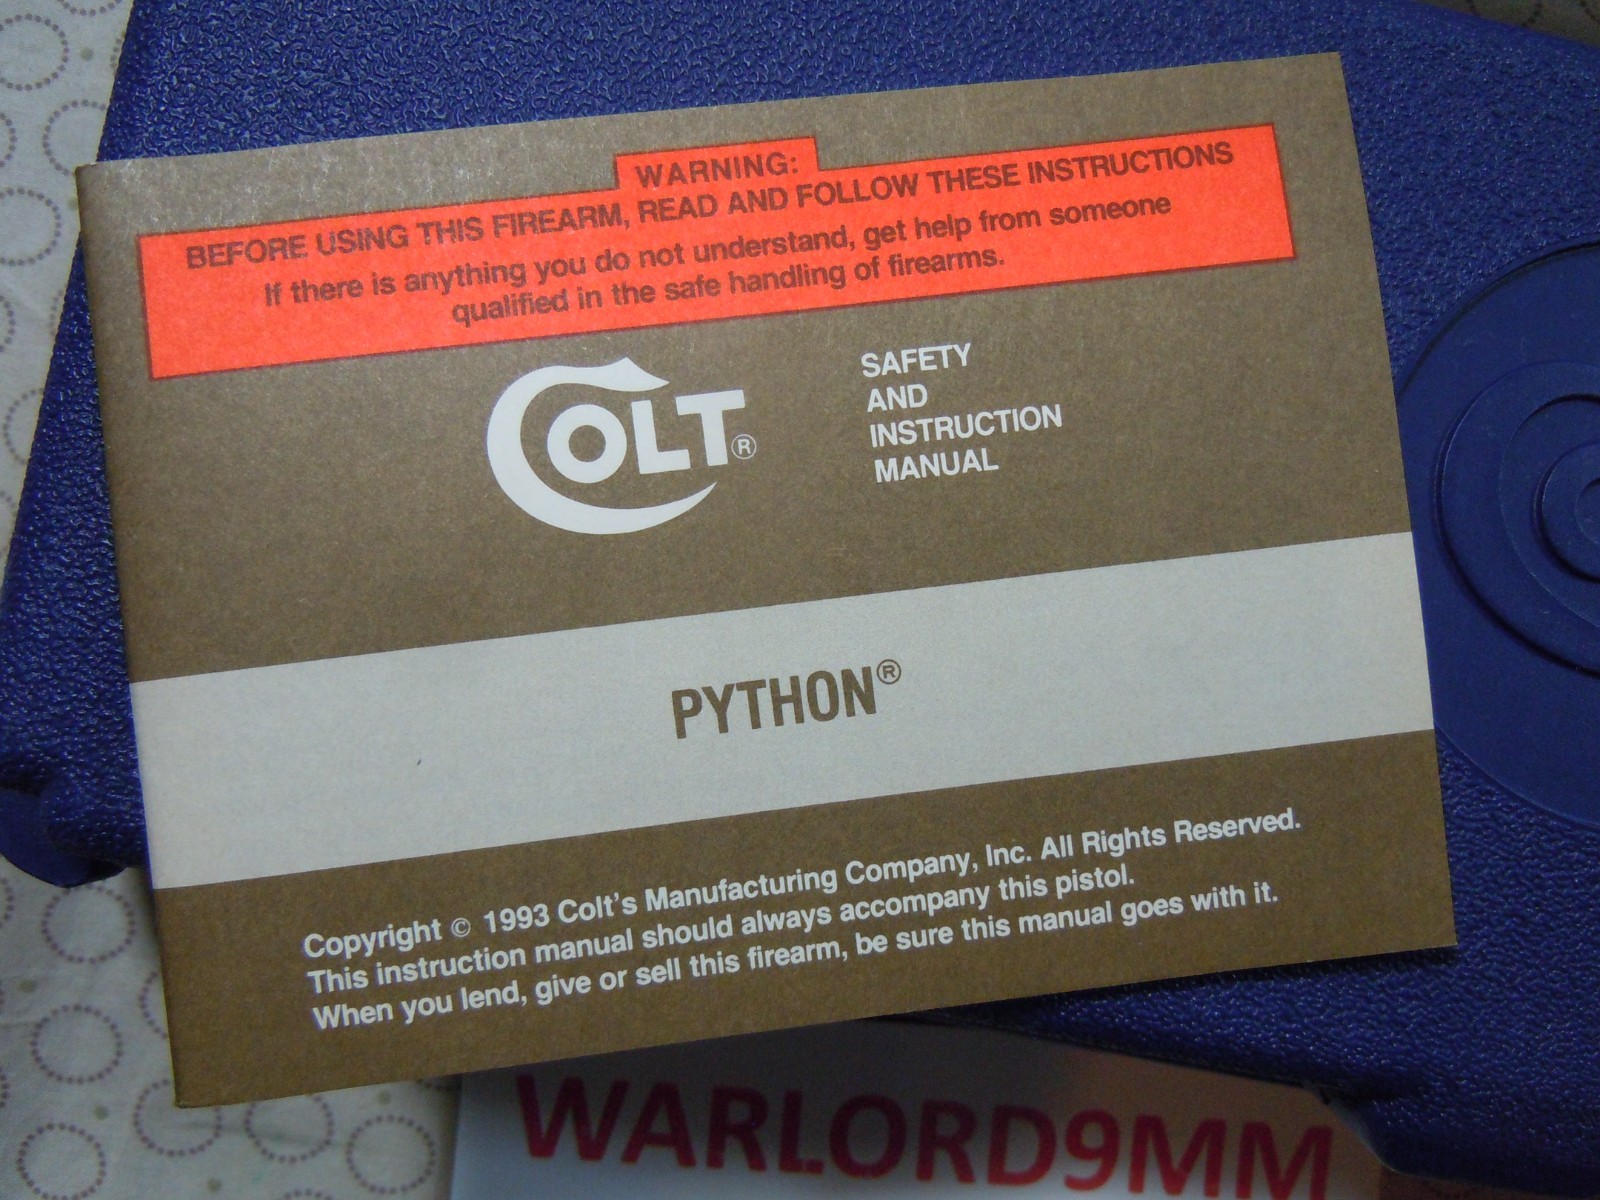 WARNING:
BEFORE USING THIS FIREARM, READ AND FOLLOW THESE INSTRUCTIONS
If there is anything you do not understand, get help from someone
qualified in the safe handling of firearms.
COLT®
SAFETY
AND
INSTRUCTION
MANUAL
PYTHON®
Copyright © 1993 Colt's Manufacturing Company, Inc. All Rights Reserved.
This instruction manual should always accompany this pistol.
When you lend, give or sell this firearm, be sure this manual goes with it.
WARLORD9MM